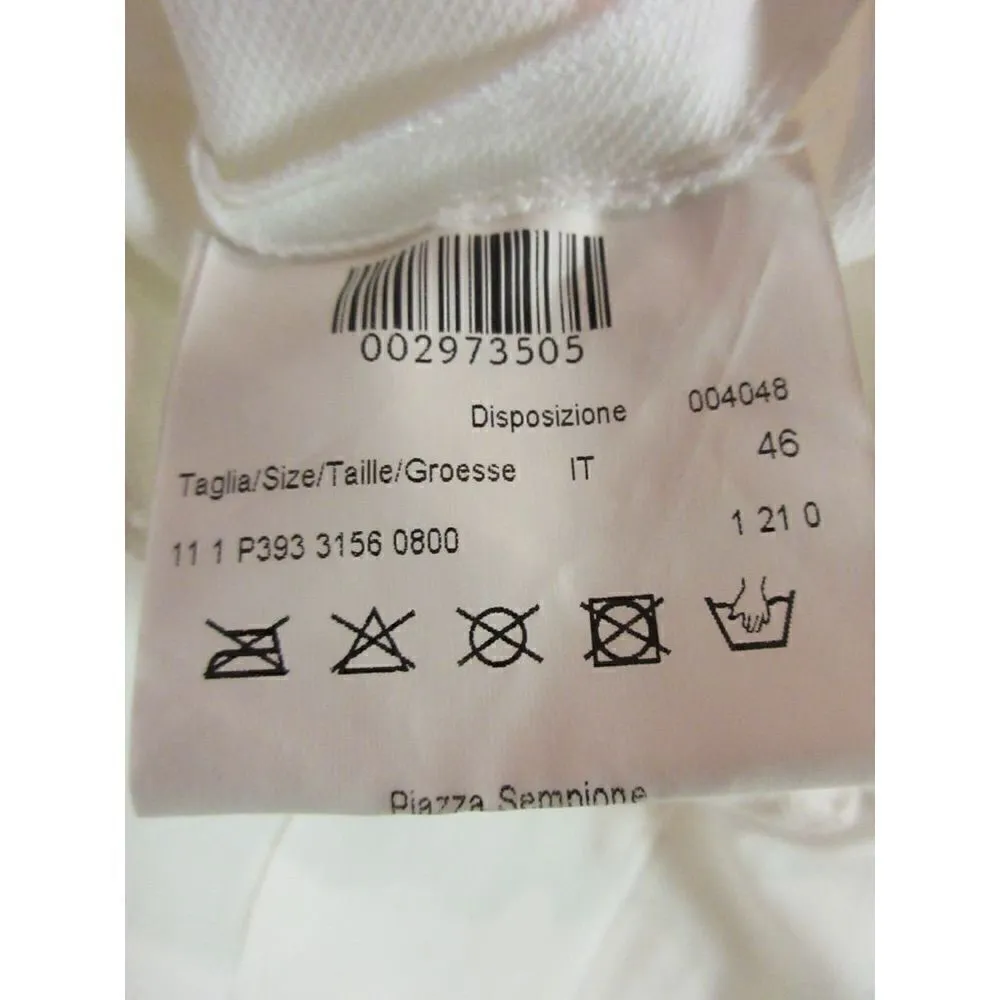 002973505
Disposizione 004048
Taglia/Size/Taille/Groesse IT 46
11 1 P393 3156 0800 1 21 0
Piazza Sempione